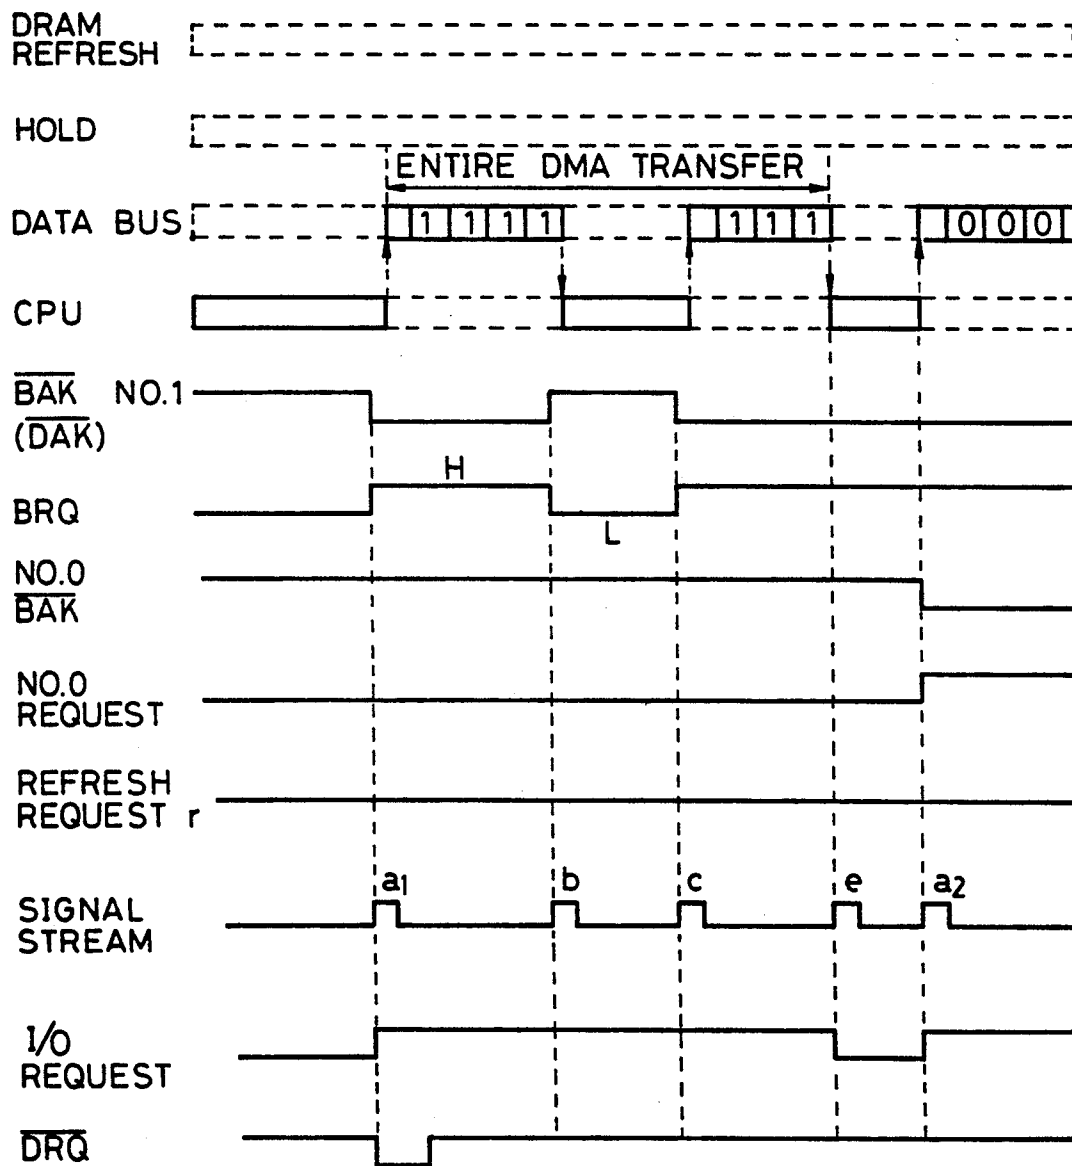 DRAM
REFRESH
HOLD
ENTIRE DMA TRANSFER
DATA BUS
1 1 1 1
1 1 1
0 0 0
CPU
BAK NO.1
(DAK)
H
BRQ
L
NO.0
BAK
NO.0
REQUEST
REFRESH
REQUEST r
a1 b c e a2
SIGNAL
STREAM
I/O
REQUEST
DRQ